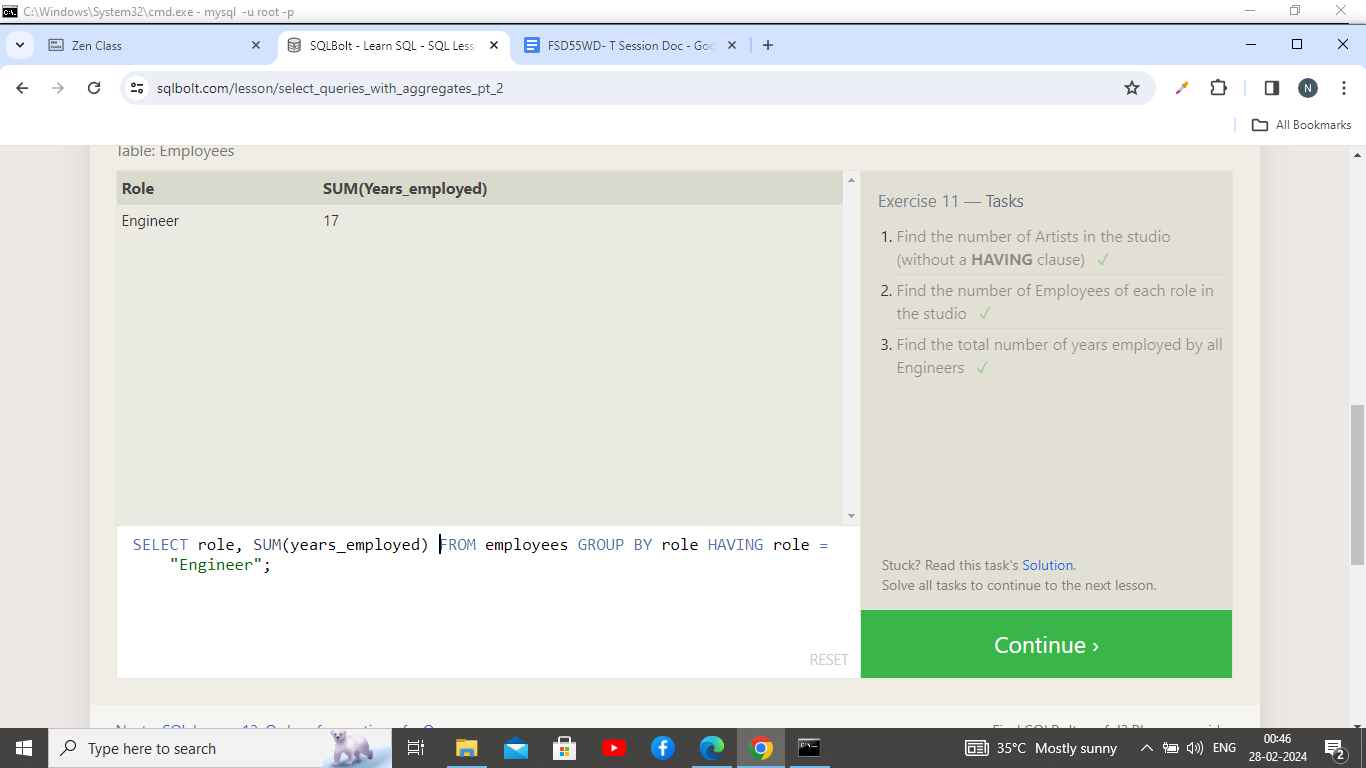 C:\Windows\System32\cmd.exe - mysql -u root -p
Zen Class
SQLBolt - Learn SQL - SQL Less
FSD55WD- T Session Doc - Goo
sqlbolt.com/lesson/select_queries_with_aggregates_pt_2
N
All Bookmarks
Table: Employees
Role SUM(Years_employed)
Engineer 17
SELECT role, SUM(years_employed) FROM employees GROUP BY role HAVING role =
"Engineer";
RESET
Exercise 11 — Tasks
1. Find the number of Artists in the studio
(without a HAVING clause) ✓
2. Find the number of Employees of each role in
the studio ✓
3. Find the total number of years employed by all
Engineers ✓
Stuck? Read this task's Solution.
Solve all tasks to continue to the next lesson.
Continue ›
Type here to search
35°C Mostly sunny
ENG
00:46
28-02-2024
2